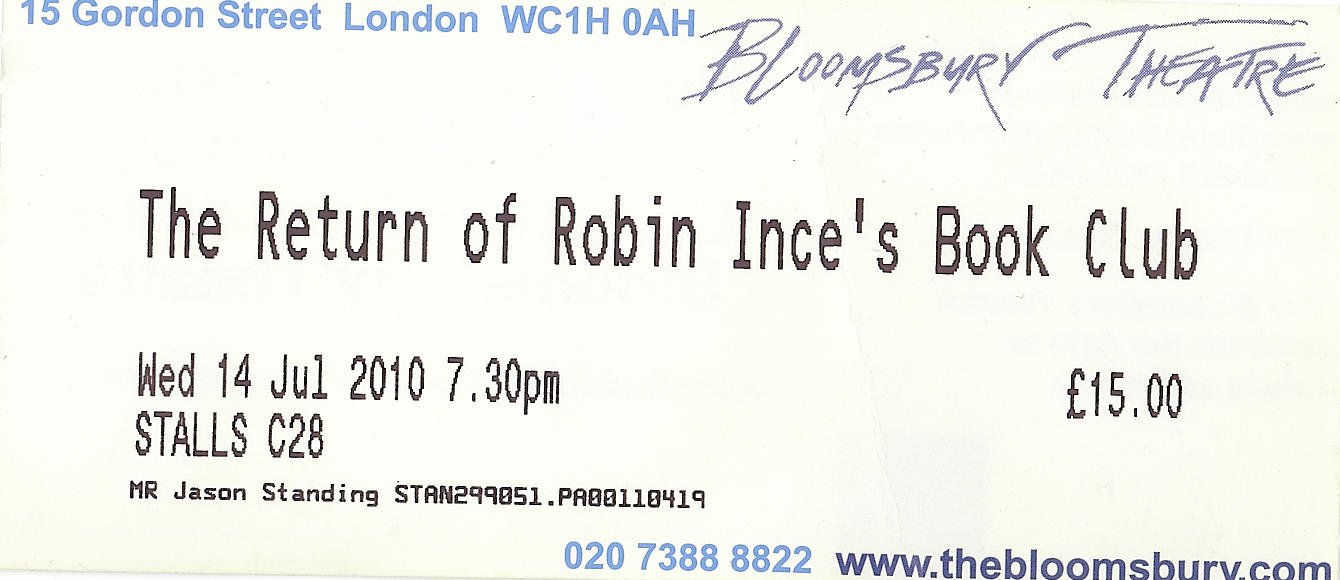 15 Gordon Street London WC1H 0AH
BLOOMSBURY THEATRE
The Return of Robin Ince's Book Club
Wed 14 Jul 2010 7.30pm
£15.00
STALLS C28
MR Jason Standing STAN299051.PA00110419
020 7388 8822 www.thebloomsbury.com